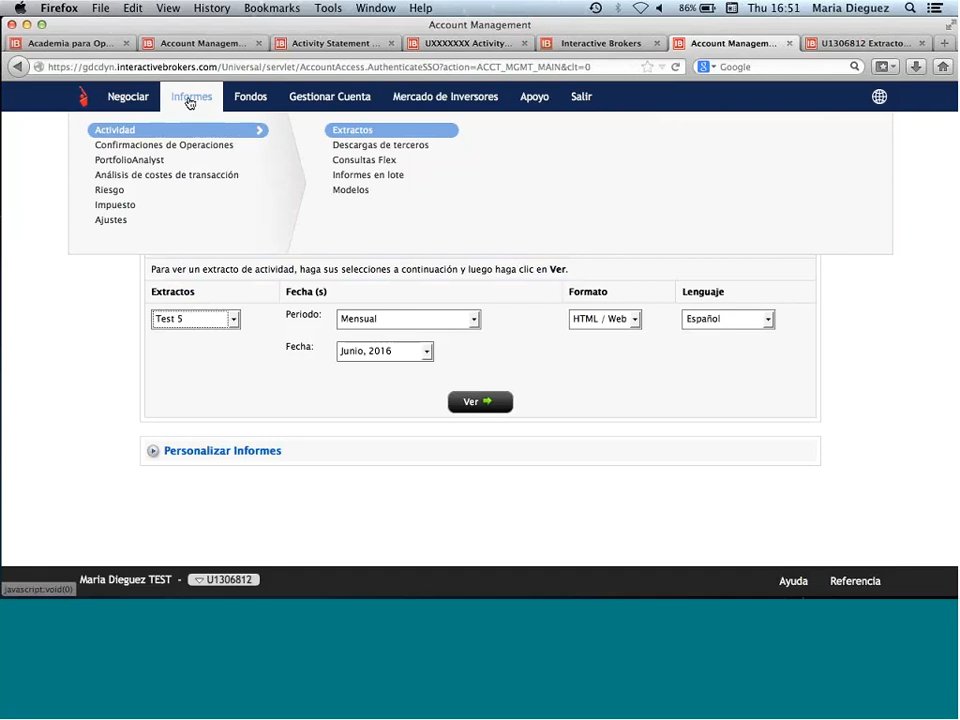 Firefox File Edit View History Bookmarks Tools Window Help 86% Thu 16:51 Maria Dieguez
Account Management
Academia para Op... Account Managem... Activity Statement ... UXXXXXXX Activity... Interactive Brokers Account Managem... U1306812 Extracto...
https://gdcdyn.interactivebrokers.com/Universal/servlet/AccountAccess.AuthenticateSSO?action=ACCT_MGMT_MAIN&clt=0 Google
Negociar Informes Fondos Gestionar Cuenta Mercado de Inversores Apoyo Salir
Actividad Extractos
Confirmaciones de Operaciones Descargas de terceros
PortfolioAnalyst Consultas Flex
Análisis de costes de transacción Informes en lote
Riesgo Modelos
Impuesto
Ajustes
Para ver un extracto de actividad, haga sus selecciones a continuación y luego haga clic en Ver.
Extractos Fecha (s) Formato Lenguaje
Test 5 Periodo: Mensual HTML / Web Español
Fecha: Junio, 2016
Ver
Personalizar Informes
Maria Dieguez TEST - U1306812 Ayuda Referencia
javascript:void(0)